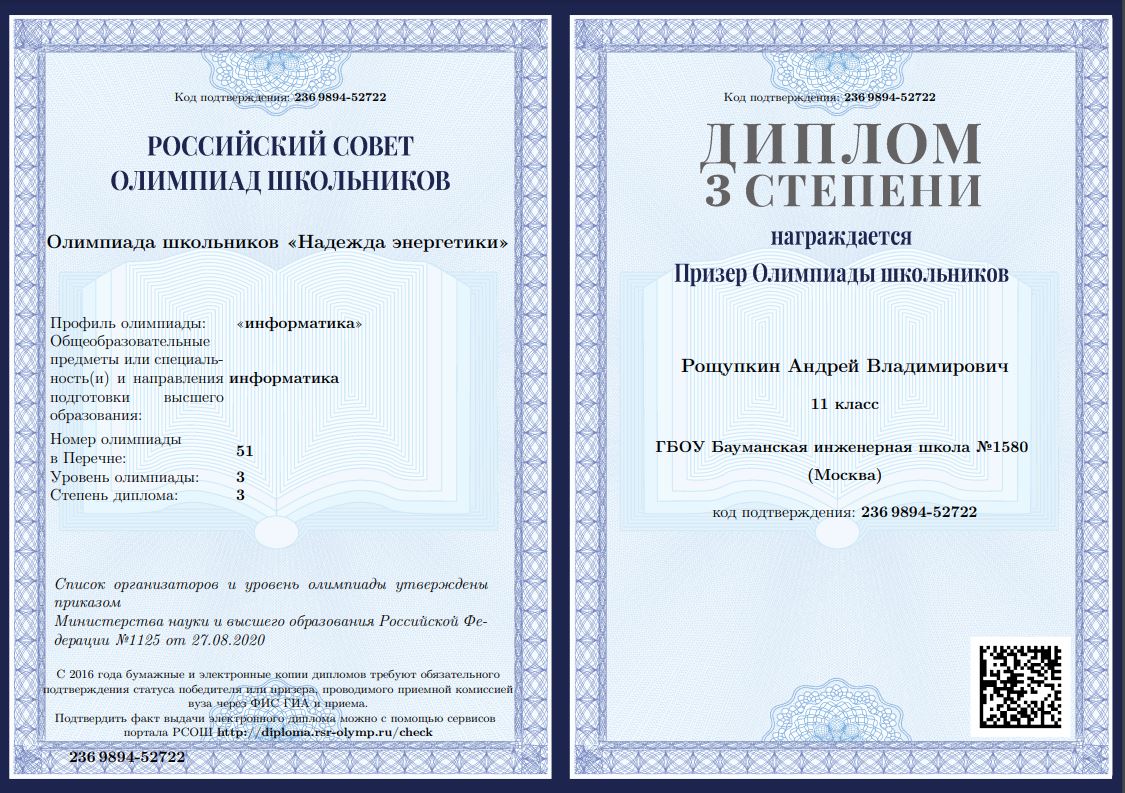 Код подтверждения: 236 9894-52722
РОССИЙСКИЙ СОВЕТ
ОЛИМПИАД ШКОЛЬНИКОВ
Олимпиада школьников «Надежда энергетики»
Профиль олимпиады: «информатика»
Общеобразовательные
предметы или специаль-
ность(и) и направления информатика
подготовки высшего
образования:
Номер олимпиады
в Перечне: 51
Уровень олимпиады: 3
Степень диплома: 3
Список организаторов и уровень олимпиады утверждены
приказом
Министерства науки и высшего образования Российской Фе-
дерации №1125 от 27.08.2020
С 2016 года бумажные и электронные копии дипломов требуют обязательного
подтверждения статуса победителя или призера, проводимого приемной комиссией
вуза через ФИС ГИА и приема.
Подтвердить факт выдачи электронного диплома можно с помощью сервисов
портала РСОШ http://diploma.rsr-olymp.ru/check
236 9894-52722
Код подтверждения: 236 9894-52722
ДИПЛОМ
3 СТЕПЕНИ
награждается
Призер Олимпиады школьников
Рощупкин Андрей Владимирович
11 класс
ГБОУ Бауманская инженерная школа №1580
(Москва)
код подтверждения: 236 9894-52722